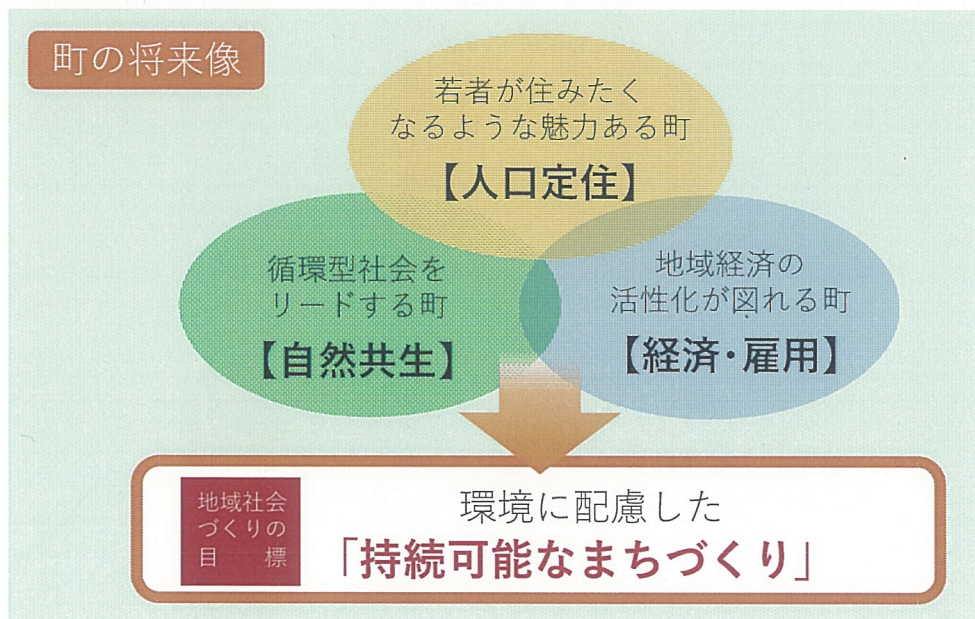 町の将来像
若者が住みたく
なるような魅力ある町
【人口定住】
循環型社会を
リードする町
【自然共生】
地域経済の
活性化が図れる町
【経済・雇用】
地域社会
づくりの
目　標
環境に配慮した
「持続可能なまちづくり」